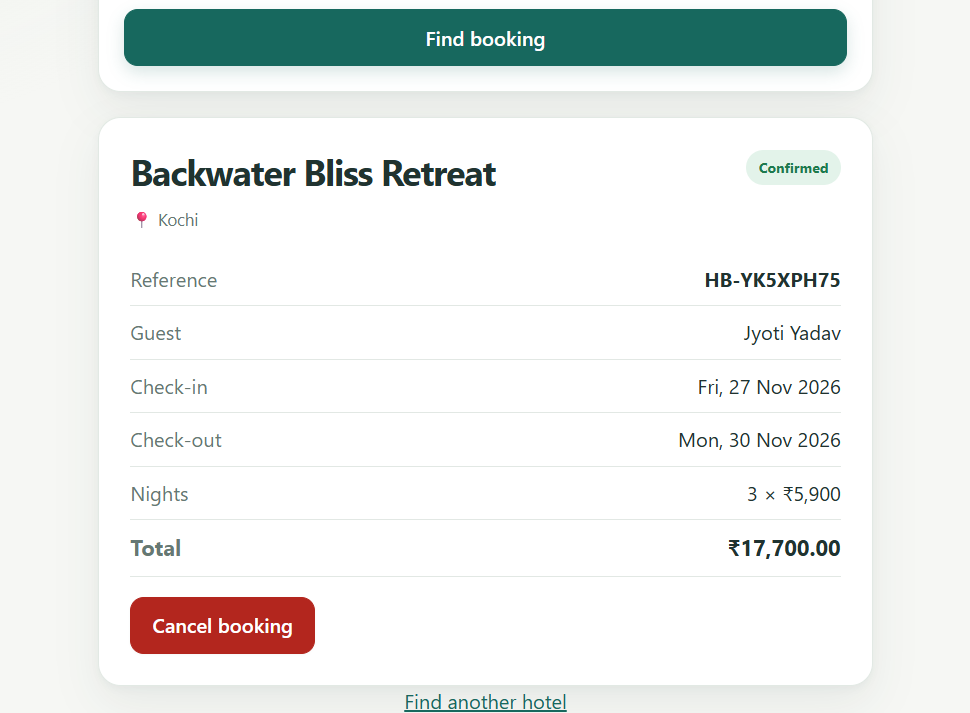 Find booking
Backwater Bliss Retreat
Confirmed
📍 Kochi
Reference HB-YK5XPH75
Guest Jyoti Yadav
Check-in Fri, 27 Nov 2026
Check-out Mon, 30 Nov 2026
Nights 3 × ₹5,900
Total ₹17,700.00
Cancel booking
Find another hotel